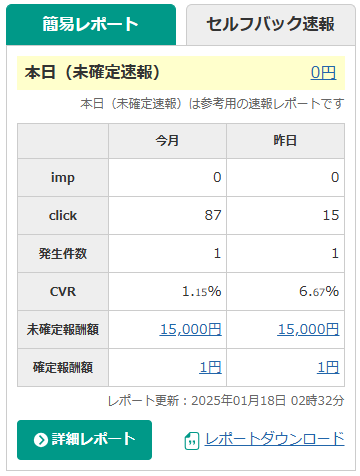 簡易レポート
セルフバック速報
本日（未確定速報） 0円
本日（未確定速報）は参考用の速報レポートです
今月 昨日
imp 0 0
click 87 15
発生件数 1 1
CVR 1.15% 6.67%
未確定報酬額 15,000円 15,000円
確定報酬額 1円 1円
レポート更新：2025年01月18日 02時32分
詳細レポート レポートダウンロード